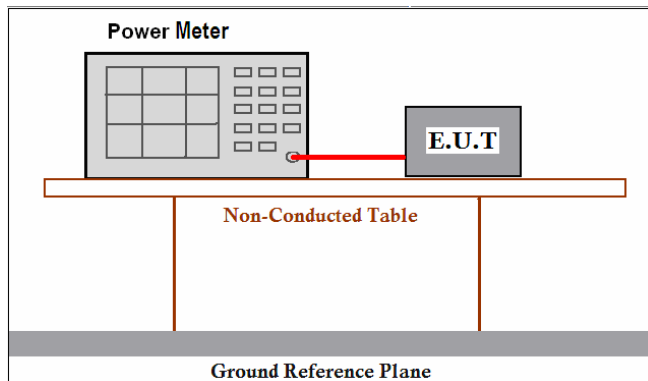 Power Meter
E.U.T
Non-Conducted Table
Ground Reference Plane